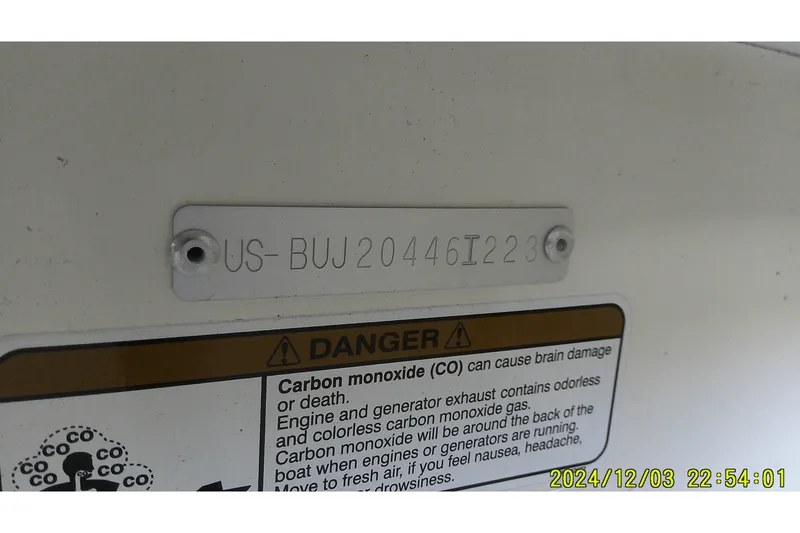 US-BUJ20446I223
DANGER
Carbon monoxide (CO) can cause brain damage
or death.
Engine and generator exhaust contains odorless
and colorless carbon monoxide gas.
Carbon monoxide will be around the back of the
boat when engines or generators are running.
Move to fresh air, if you feel nausea, headache,
drowsiness.
CO CO
CO CO
CO CO CO
CO CO
2024/12/03 22:54:01